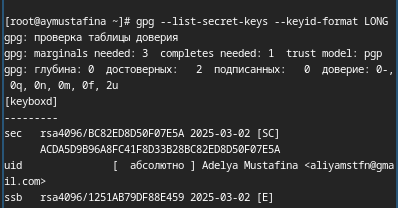 [root@aymustafina ~]# gpg --list-secret-keys --keyid-format LONG
gpg: проверка таблицы доверия
gpg: marginals needed: 3  completes needed: 1  trust model: pgp
gpg: глубина: 0  достоверных:   2  подписанных:   0  доверие: 0-,
 0q, 0n, 0m, 0f, 2u
[keyboxd]
---------
sec   rsa4096/BC82ED8D50F07E5A 2025-03-02 [SC]
      ACDA5D9B96A8FC41F8D33B28BC82ED8D50F07E5A
uid              [  абсолютно ] Adelya Mustafina <aliyamstfn@gma
il.com>
ssb   rsa4096/1251AB79DF88E459 2025-03-02 [E]